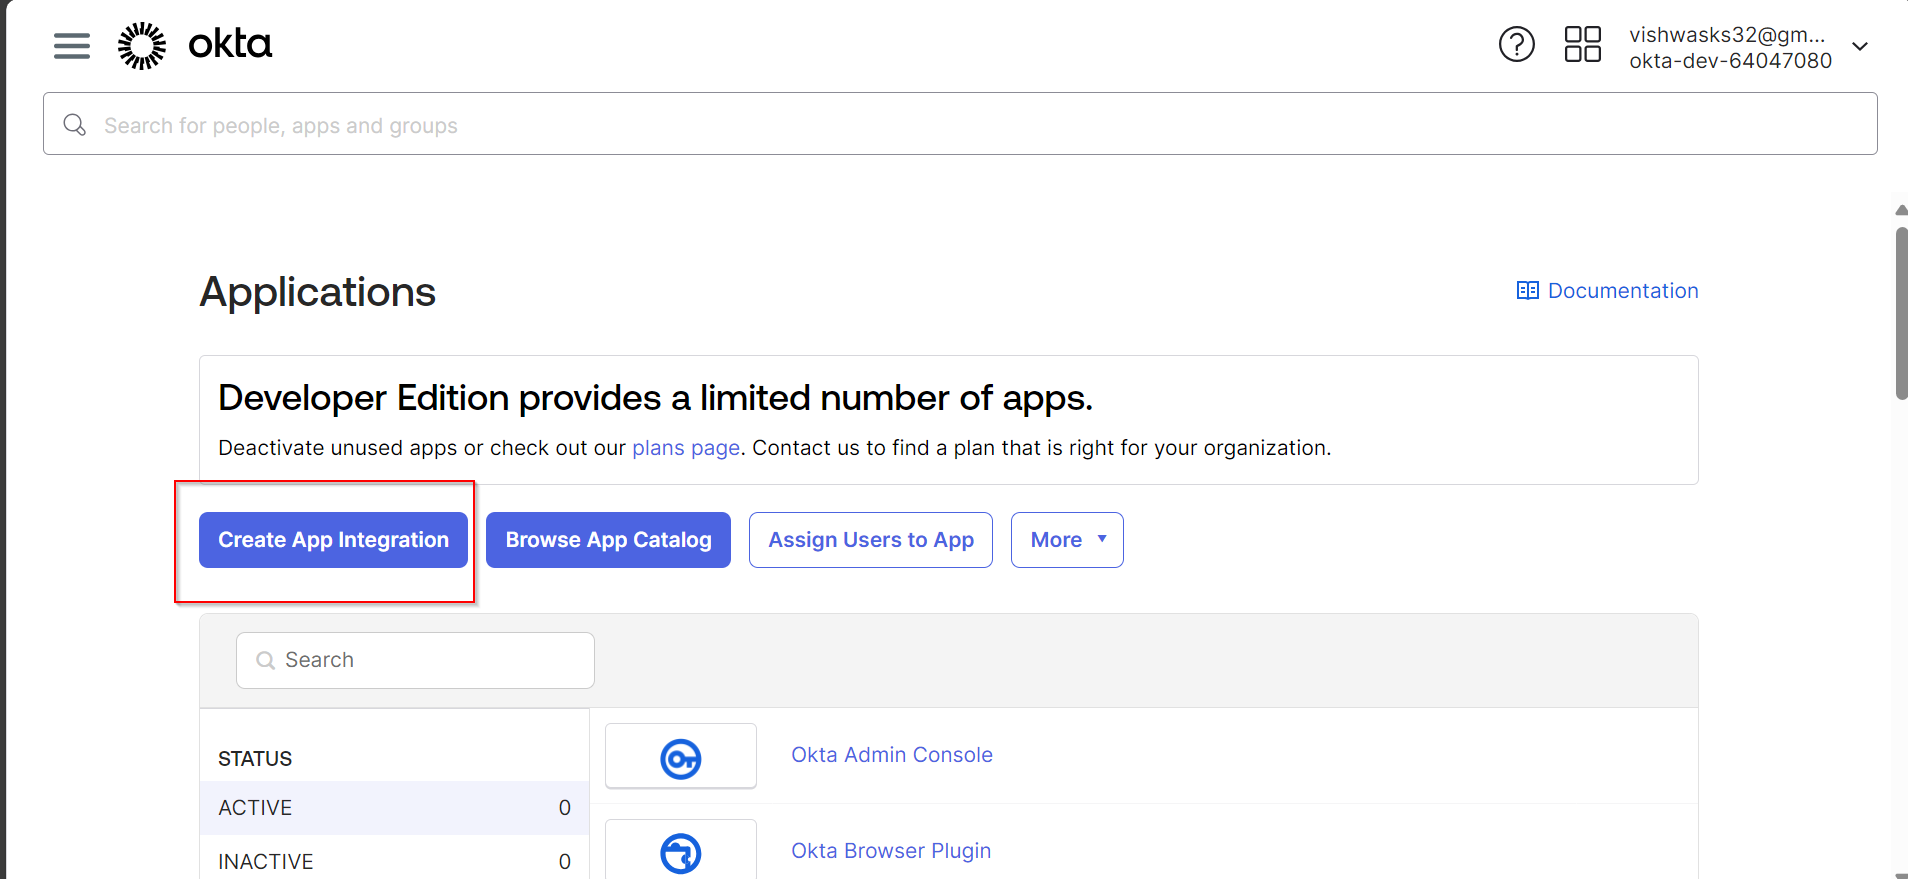 okta
vishwasks32@gm...
okta-dev-64047080
Search for people, apps and groups
Applications
Documentation
Developer Edition provides a limited number of apps.
Deactivate unused apps or check out our plans page. Contact us to find a plan that is right for your organization.
Create App Integration
Browse App Catalog
Assign Users to App
More
Search
STATUS
ACTIVE 0
INACTIVE 0
Okta Admin Console
Okta Browser Plugin